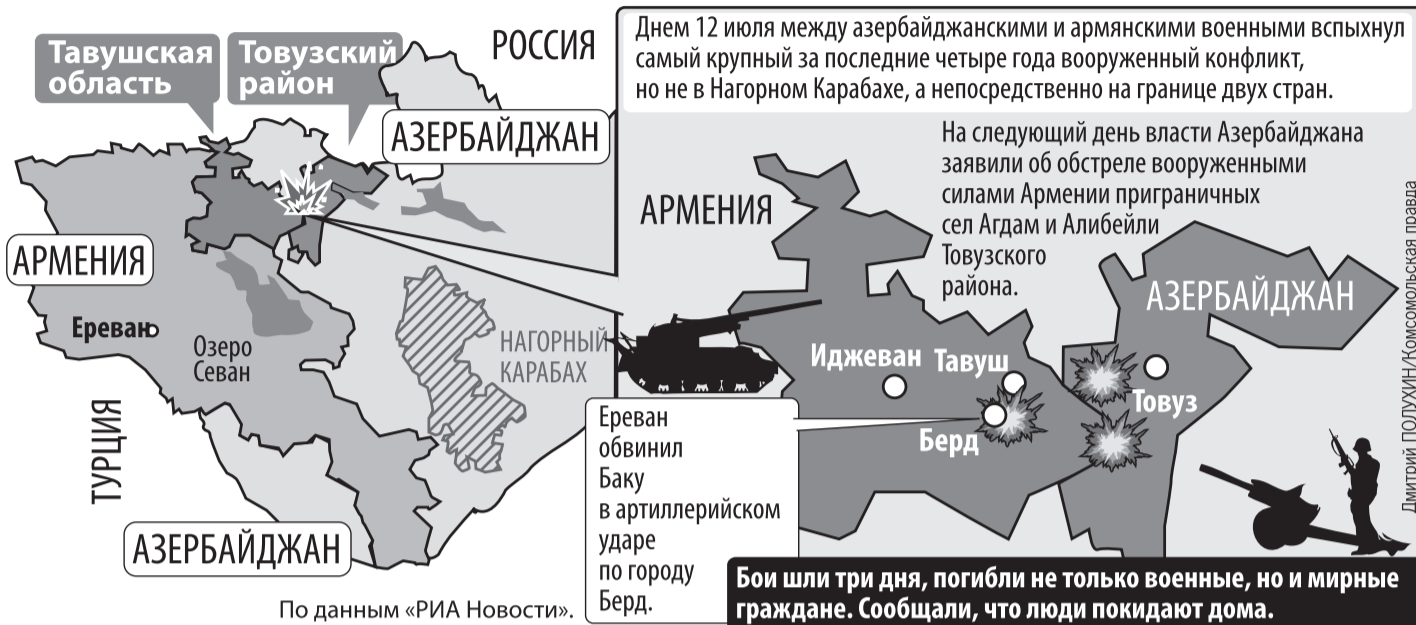 Тавушская
область
Товузский
район
РОССИЯ
АЗЕРБАЙДЖАН
АРМЕНИЯ
Ереван
Озеро
Севан
НАГОРНЫЙ
КАРАБАХ
ТУРЦИЯ
АЗЕРБАЙДЖАН
По данным «РИА Новости».
Днем 12 июля между азербайджанскими и армянскими военными вспыхнул
самый крупный за последние четыре года вооруженный конфликт,
но не в Нагорном Карабахе, а непосредственно на границе двух стран.
На следующий день власти Азербайджана
заявили об обстреле вооруженными
силами Армении приграничных
сел Агдам и Алибейли
Товузского
района.
АРМЕНИЯ
АЗЕРБАЙДЖАН
Иджеван
Тавуш
Товуз
Берд
Ереван
обвинил
Баку
в артиллерийском
ударе
по городу
Берд.
Бои шли три дня, погибли не только военные, но и мирные
граждане. Сообщали, что люди покидают дома.
Дмитрий ПОЛУХИН/Комсомольская правда